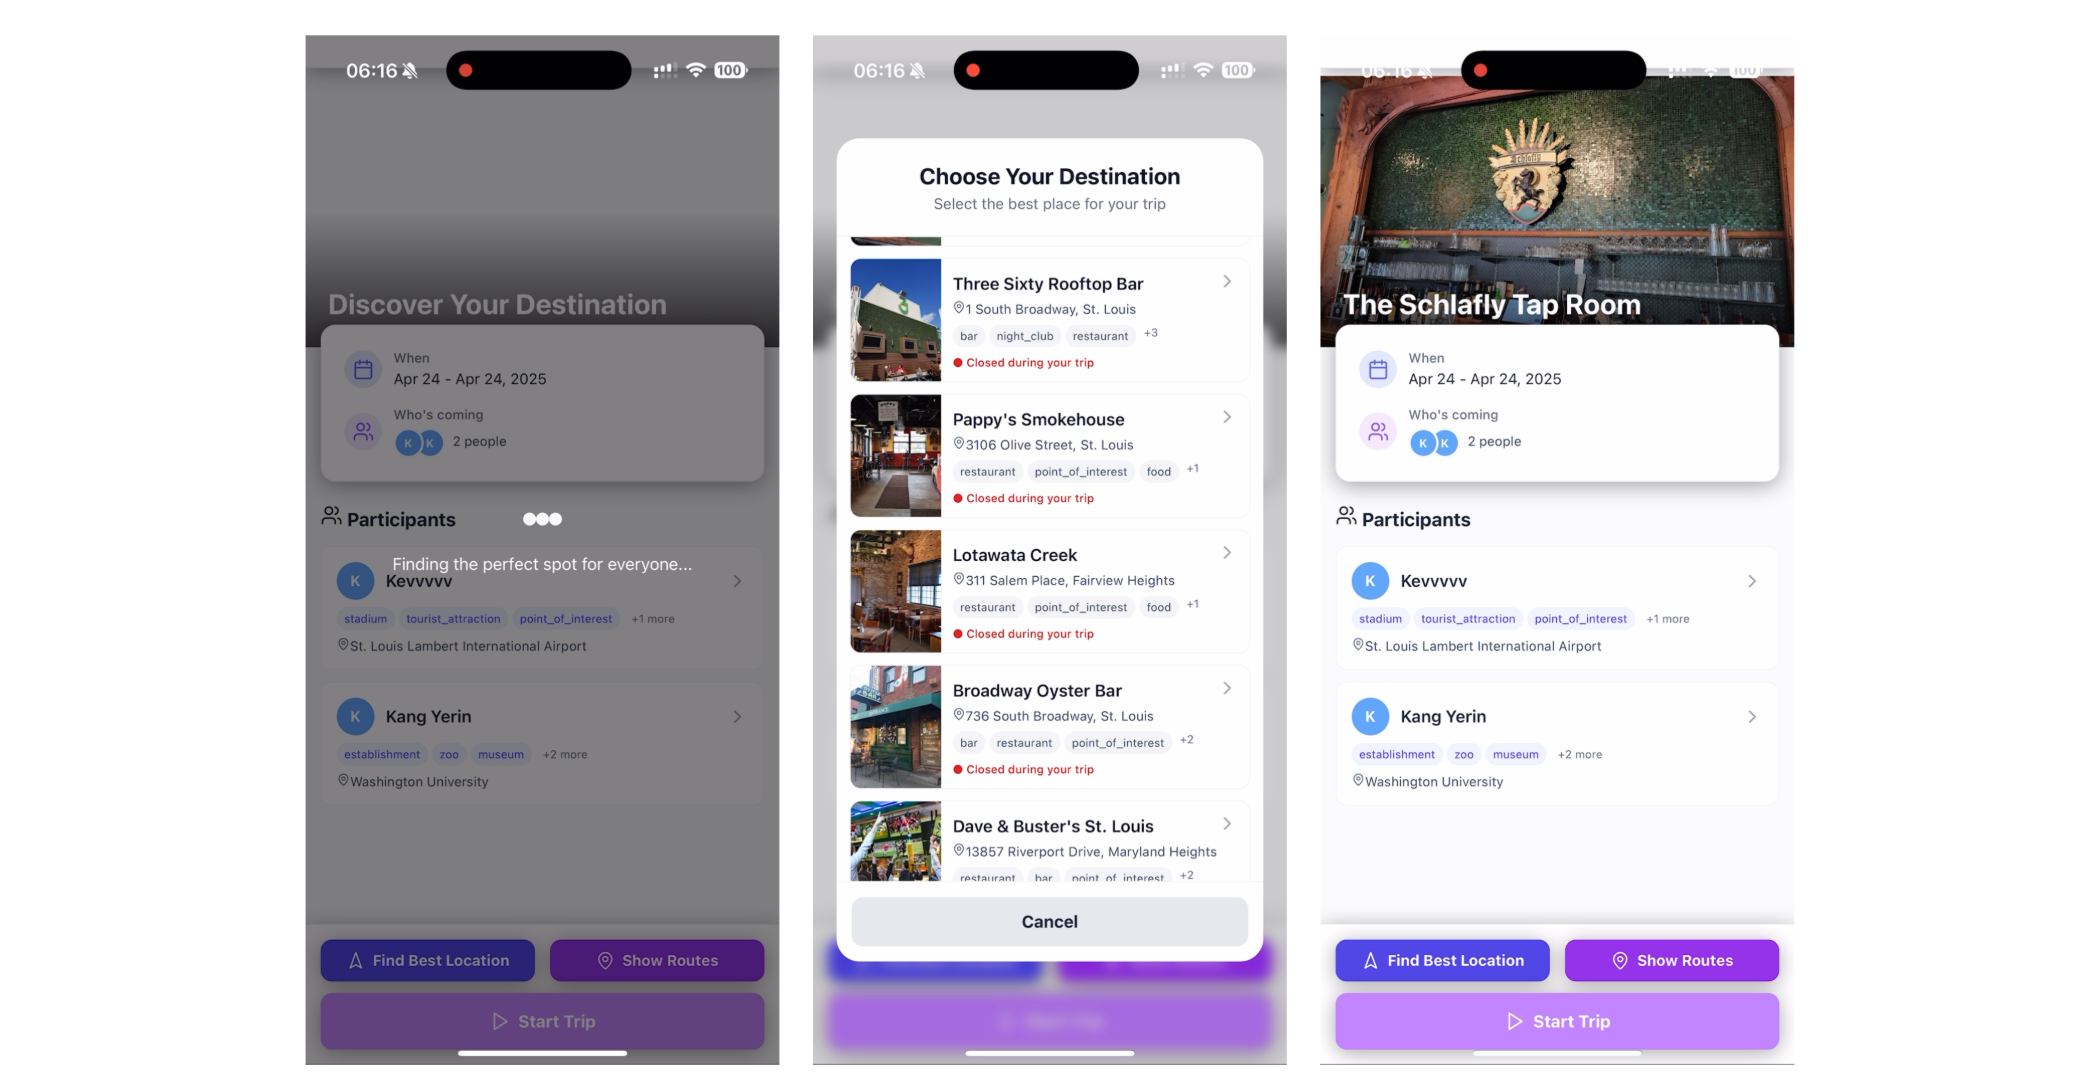 06:16
100
Discover Your Destination
When
Apr 24 - Apr 24, 2025
Who's coming
K K 2 people
Participants
Finding the perfect spot for everyone...
K Kevvvvv
stadium tourist_attraction point_of_interest +1 more
St. Louis Lambert International Airport
K Kang Yerin
establishment zoo museum +2 more
Washington University
Find Best Location Show Routes
Start Trip
06:16
100
Choose Your Destination
Select the best place for your trip
Three Sixty Rooftop Bar
1 South Broadway, St. Louis
bar night_club restaurant +3
Closed during your trip
Pappy's Smokehouse
3106 Olive Street, St. Louis
restaurant point_of_interest food +1
Closed during your trip
Lotawata Creek
311 Salem Place, Fairview Heights
restaurant point_of_interest food +1
Closed during your trip
Broadway Oyster Bar
736 South Broadway, St. Louis
bar restaurant point_of_interest +2
Closed during your trip
Dave & Buster's St. Louis
13857 Riverport Drive, Maryland Heights
restaurant bar point_of_interest +2
Cancel
06:16
100
Schlafly
The Schlafly Tap Room
When
Apr 24 - Apr 24, 2025
Who's coming
K K 2 people
Participants
K Kevvvvv
stadium tourist_attraction point_of_interest +1 more
St. Louis Lambert International Airport
K Kang Yerin
establishment zoo museum +2 more
Washington University
Find Best Location Show Routes
Start Trip